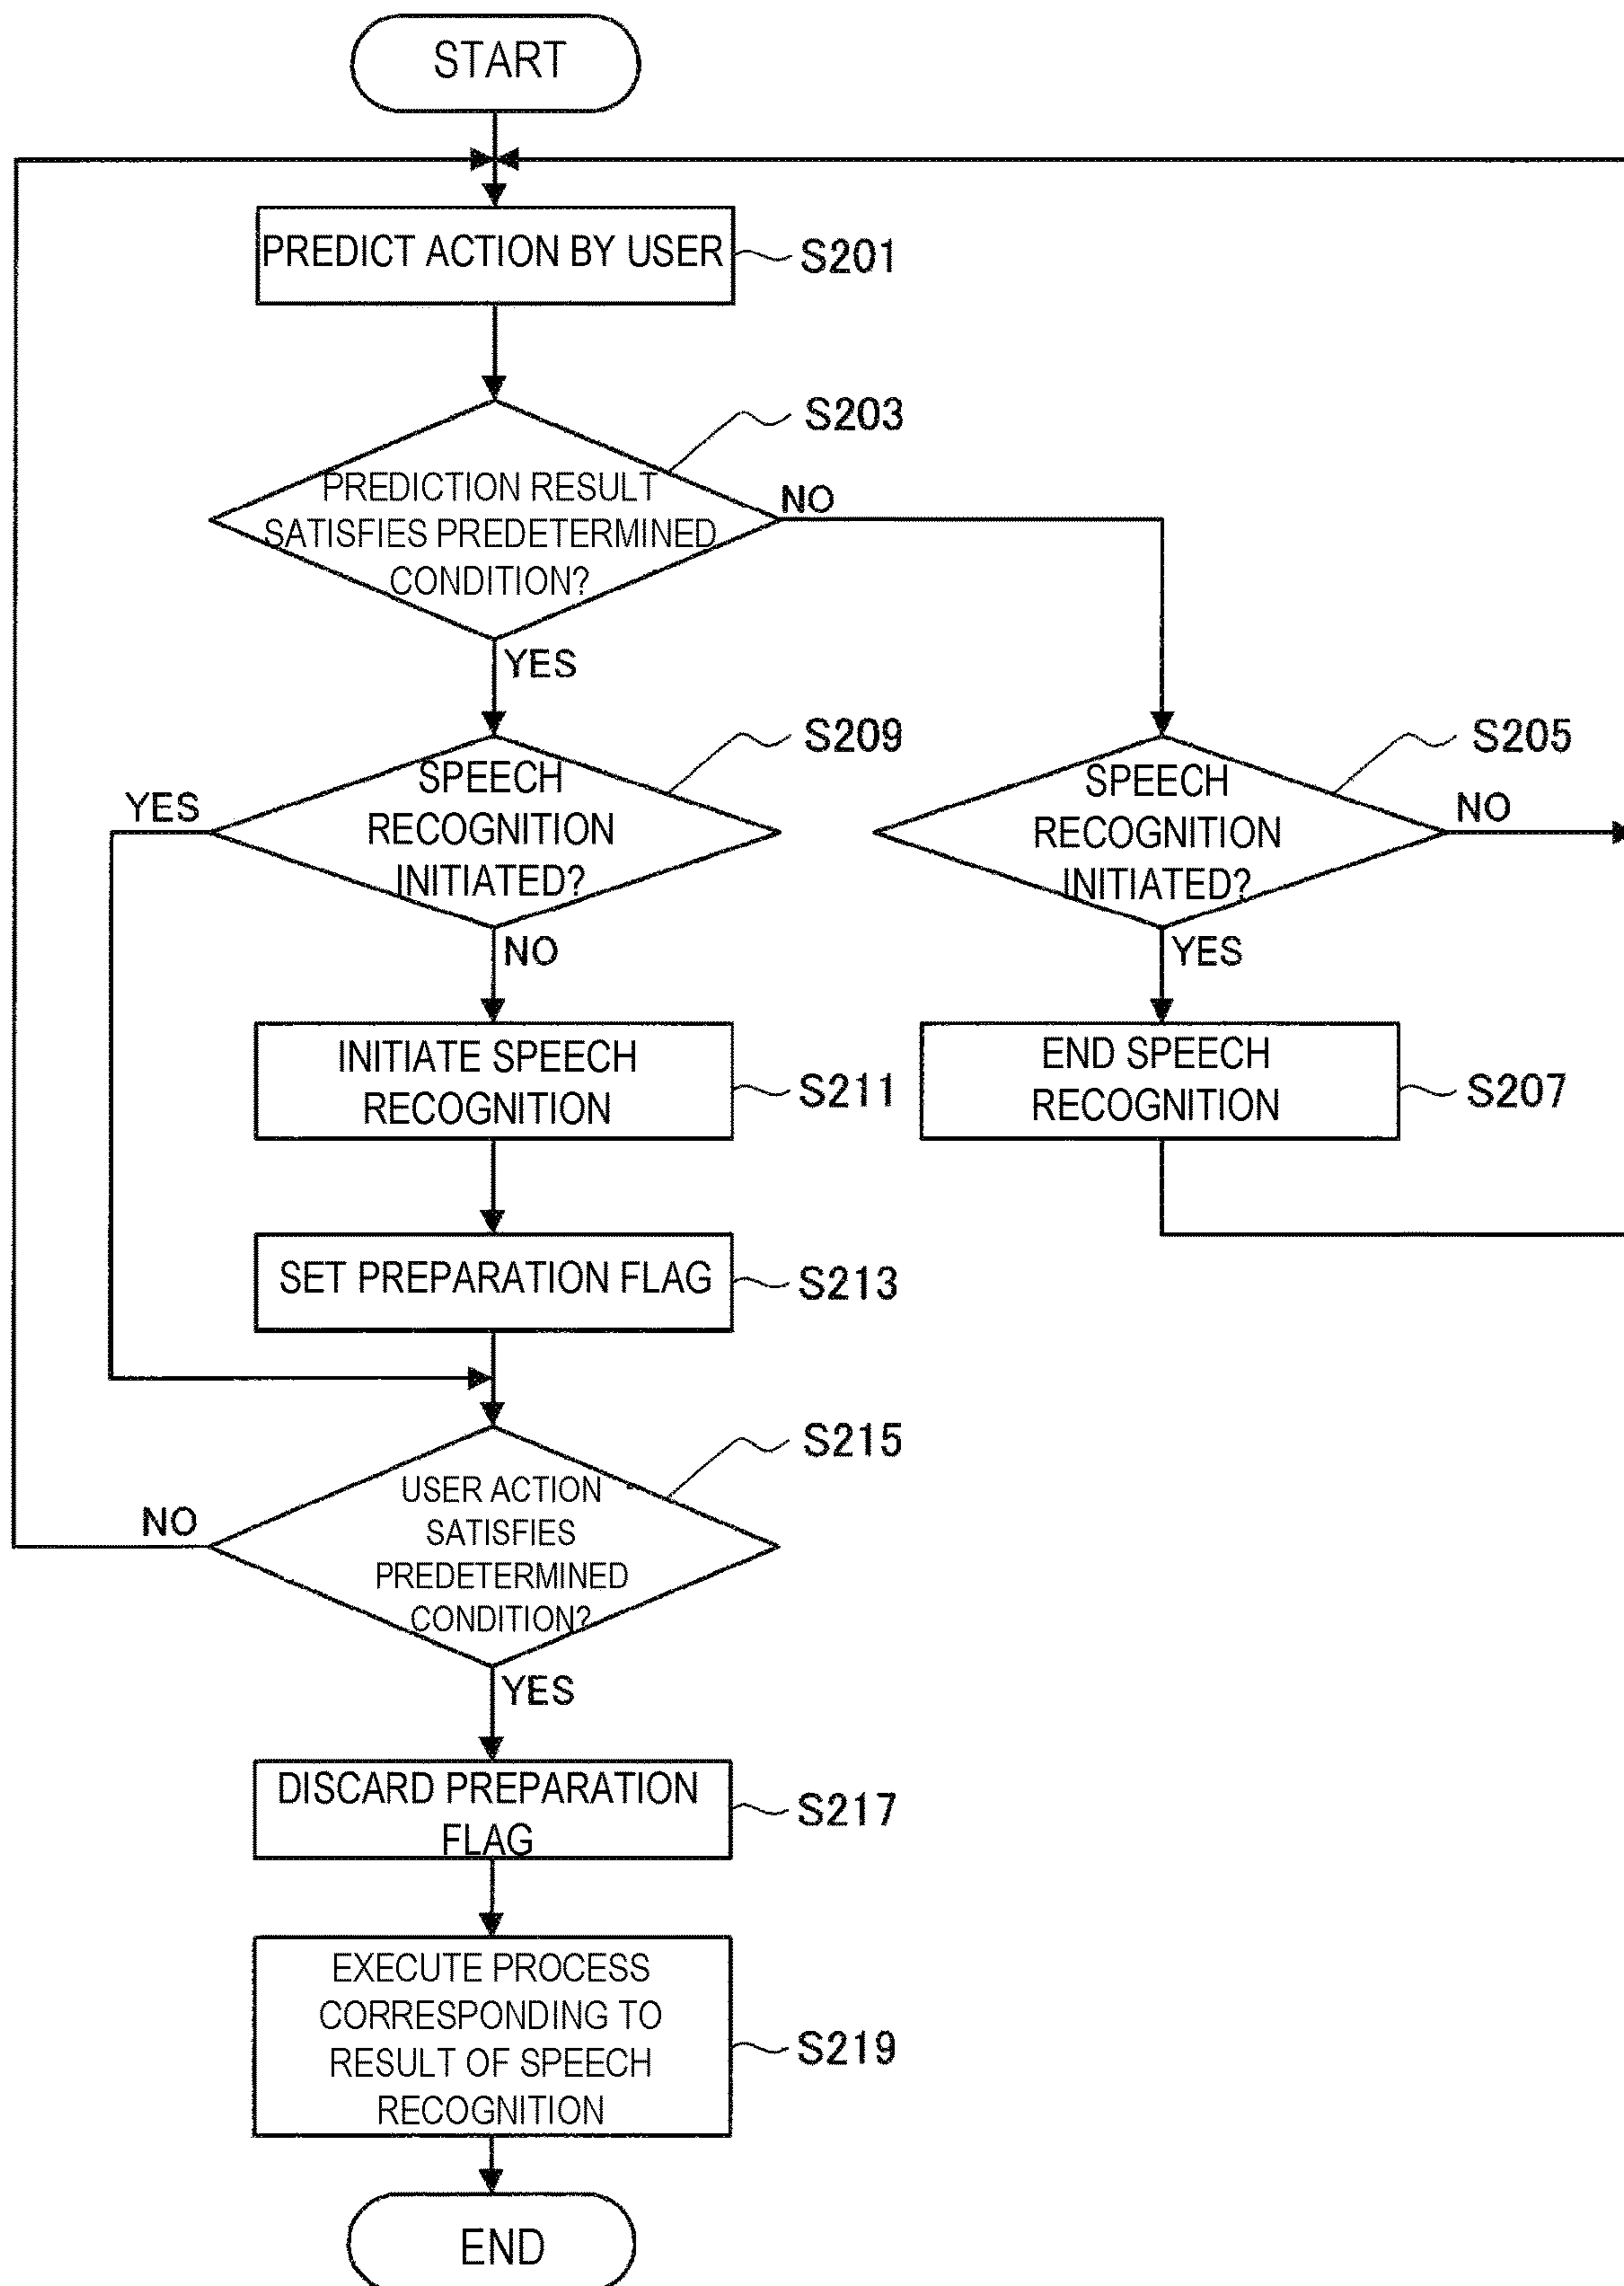 START
PREDICT ACTION BY USER
S201
S203
PREDICTION RESULT
SATISFIES PREDETERMINED
CONDITION?
NO
YES
S209
SPEECH
RECOGNITION
INITIATED?
YES
NO
S205
SPEECH
RECOGNITION
INITIATED?
NO
YES
INITIATE SPEECH
RECOGNITION
S211
END SPEECH
RECOGNITION
S207
SET PREPARATION FLAG
S213
S215
USER ACTION
SATISFIES
PREDETERMINED
CONDITION?
NO
YES
DISCARD PREPARATION
FLAG
S217
EXECUTE PROCESS
CORRESPONDING TO
RESULT OF SPEECH
RECOGNITION
S219
END